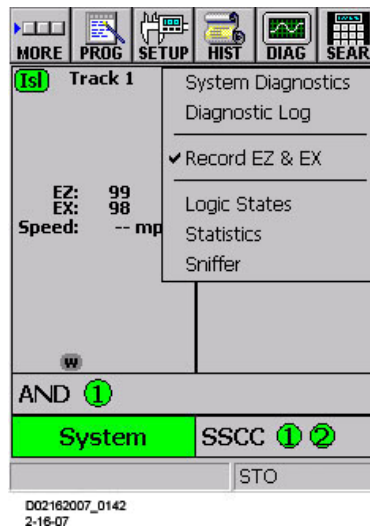 MORE PROG SETUP HIST DIAG SEAR
Isl Track 1
System Diagnostics
Diagnostic Log
Record EZ & EX
EZ: 99
EX: 98
Speed: -- mp
Logic States
Statistics
Sniffer
W
AND 1
System SSCC 1 2
STO
D02162007_0142
2-16-07